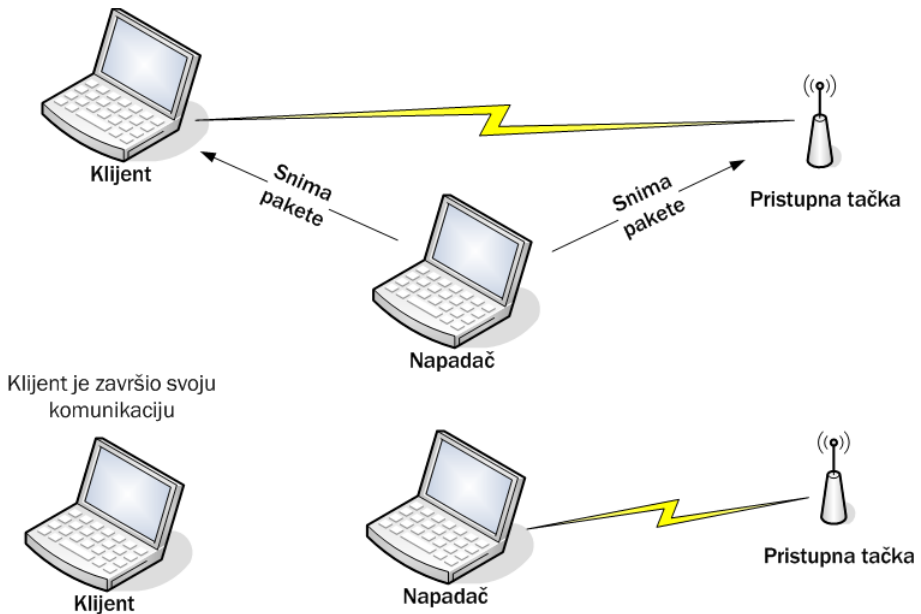 Klijent
Snima
pakete
Snima
pakete
Pristupna tačka
Napadač
Klijent je završio svoju
komunikaciju
Klijent
Napadač
Pristupna tačka